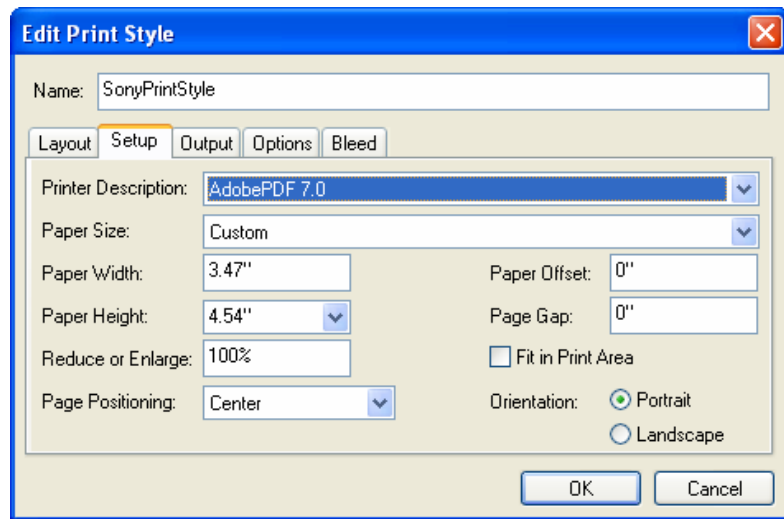 Edit Print Style
Name: SonyPrintStyle
Layout Setup Output Options Bleed
Printer Description: AdobePDF 7.0
Paper Size: Custom
Paper Width: 3.47" Paper Offset: 0"
Paper Height: 4.54" Page Gap: 0"
Reduce or Enlarge: 100% Fit in Print Area
Page Positioning: Center Orientation: Portrait
Landscape
OK Cancel